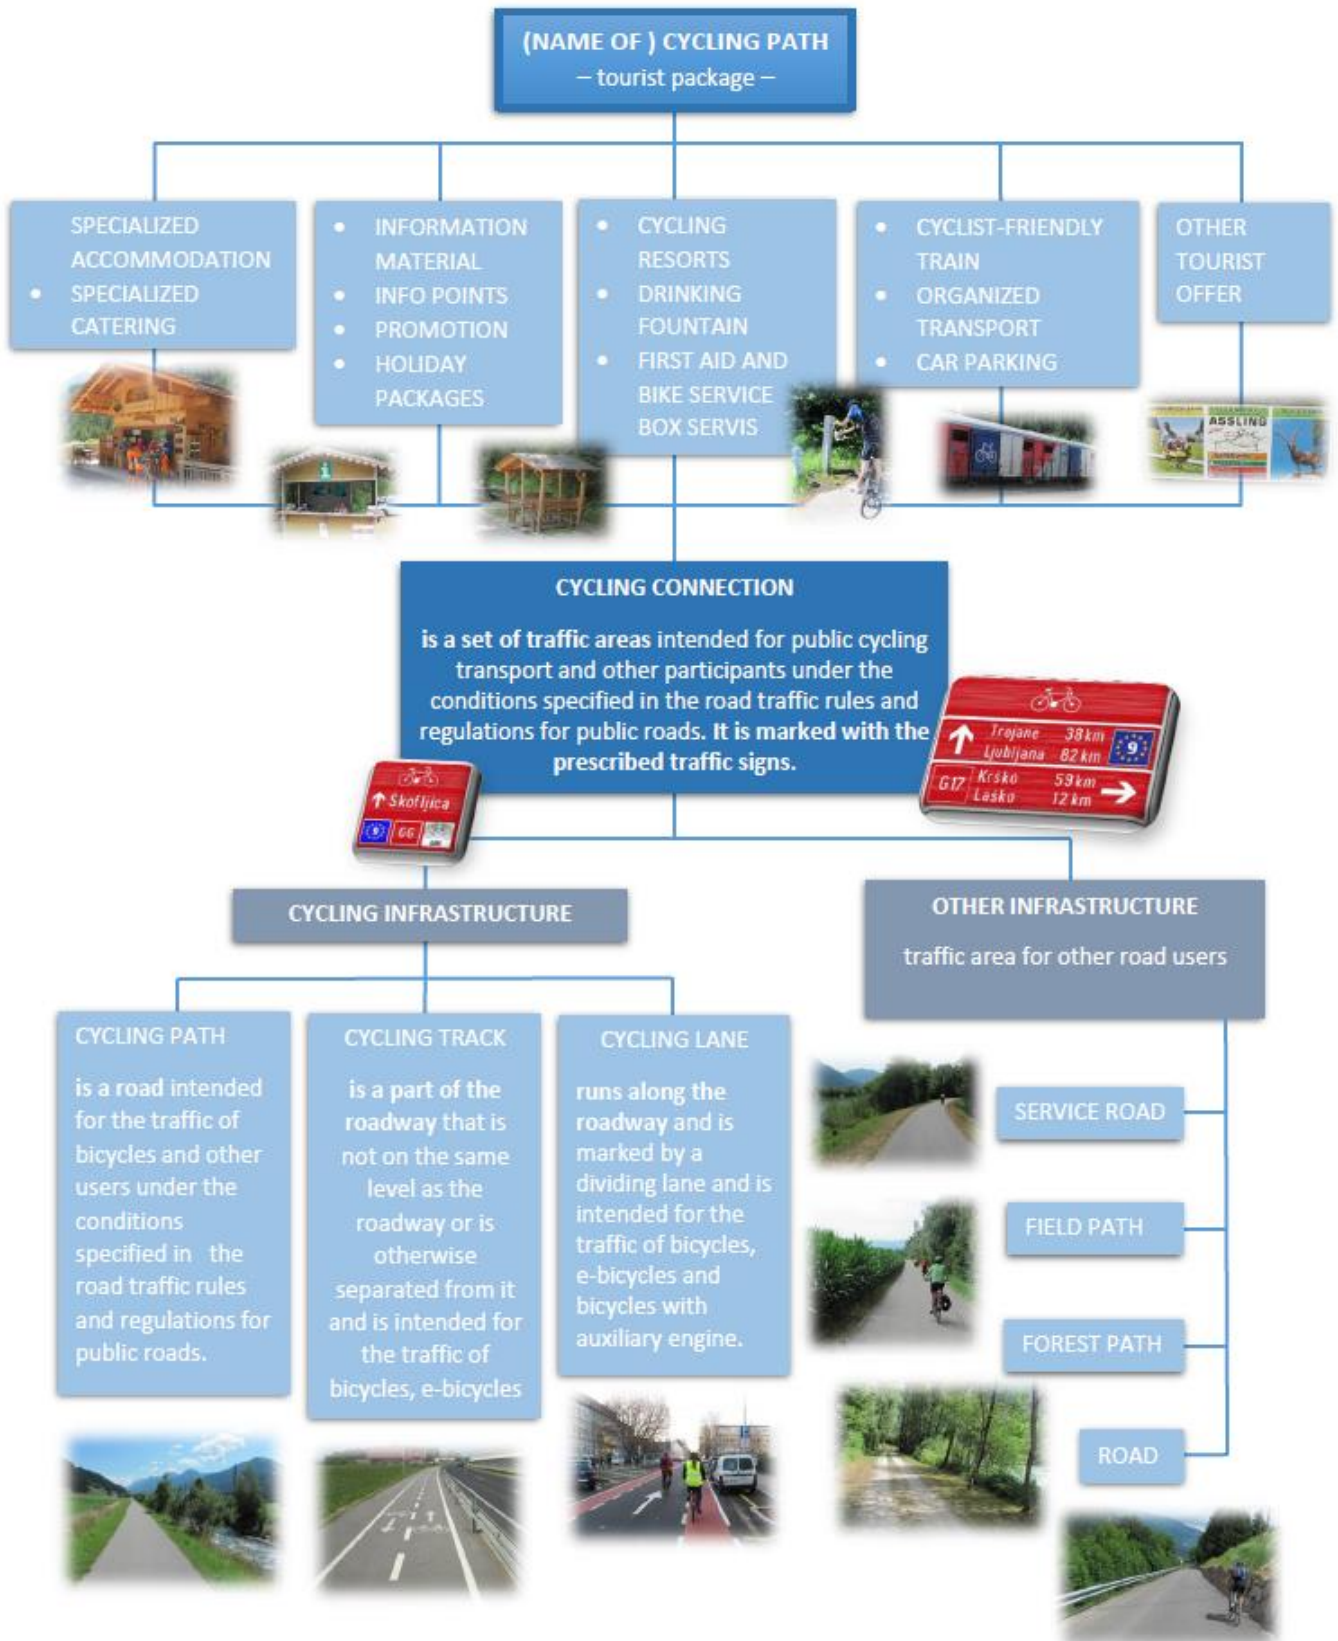 (NAME OF ) CYCLING PATH
– tourist package –
SPECIALIZED
ACCOMMODATION
• SPECIALIZED
CATERING
• INFORMATION
MATERIAL
• INFO POINTS
• PROMOTION
• HOLIDAY
PACKAGES
• CYCLING
RESORTS
• DRINKING
FOUNTAIN
• FIRST AID AND
BIKE SERVICE
BOX SERVIS
• CYCLIST-FRIENDLY
TRAIN
• ORGANIZED
TRANSPORT
• CAR PARKING
OTHER
TOURIST
OFFER
i
ASSLING
CYCLING CONNECTION
is a set of traffic areas intended for public cycling
transport and other participants under the
conditions specified in the road traffic rules and
regulations for public roads. It is marked with the
prescribed traffic signs.
Škofljica
9 G6
Trojane 38km
Ljubljana 82km
9
G17 Krško 59km
Laško 12km
CYCLING INFRASTRUCTURE
OTHER INFRASTRUCTURE
traffic area for other road users
CYCLING PATH
is a road intended
for the traffic of
bicycles and other
users under the
conditions
specified in the
road traffic rules
and regulations for
public roads.
CYCLING TRACK
is a part of the
roadway that is
not on the same
level as the
roadway or is
otherwise
separated from it
and is intended for
the traffic of
bicycles, e-bicycles
CYCLING LANE
runs along the
roadway and is
marked by a
dividing lane and is
intended for the
traffic of bicycles,
e-bicycles and
bicycles with
auxiliary engine.
SERVICE ROAD
FIELD PATH
FOREST PATH
ROAD